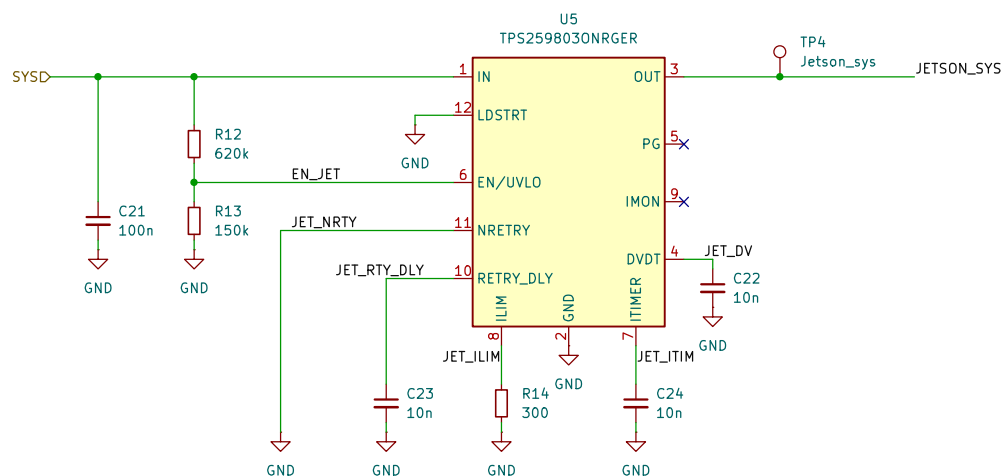 U5
TPS259803ONRGER
SYS
1
IN
OUT
3
TP4
Jetson_sys
JETSON_SYS
12
LDSTRT
GND
R12
620k
PG
5
EN_JET
6
EN/UVLO
IMON
9
C21
100n
R13
150k
JET_NRTY
11
NRETRY
DVDT
4
JET_DV
GND
GND
JET_RTY_DLY
10
RETRY_DLY
C22
10n
ILIM
GND
ITIMER
8
2
7
GND
JET_ILIM
JET_ITIM
GND
C23
10n
R14
300
C24
10n
GND
GND
GND
GND